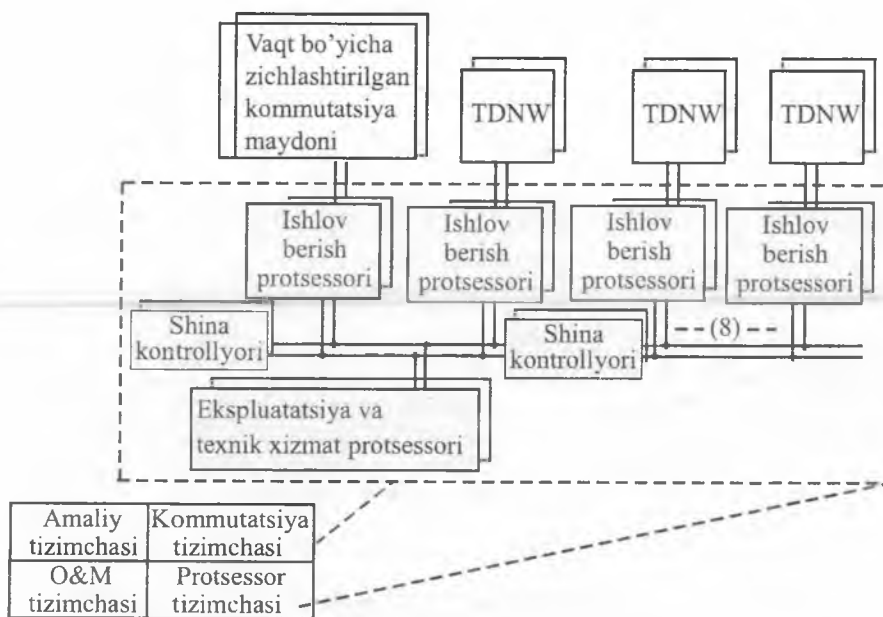 Vaqt bo'yicha
zichlashtirilgan
kommutatsiya
maydoni
TDNW
TDNW
TDNW
Ishlov
berish
protsessori
Ishlov
berish
protsessori
Ishlov
berish
protsessori
Ishlov
berish
protsessori
Shina
kontrollyori
Shina
kontrollyori
(8)
Ekspluatatsiya va
texnik xizmat protsessori
Amaliy
tizimchasi
Kommutatsiya
tizimchasi
O&M
tizimchasi
Protsessor
tizimchasi